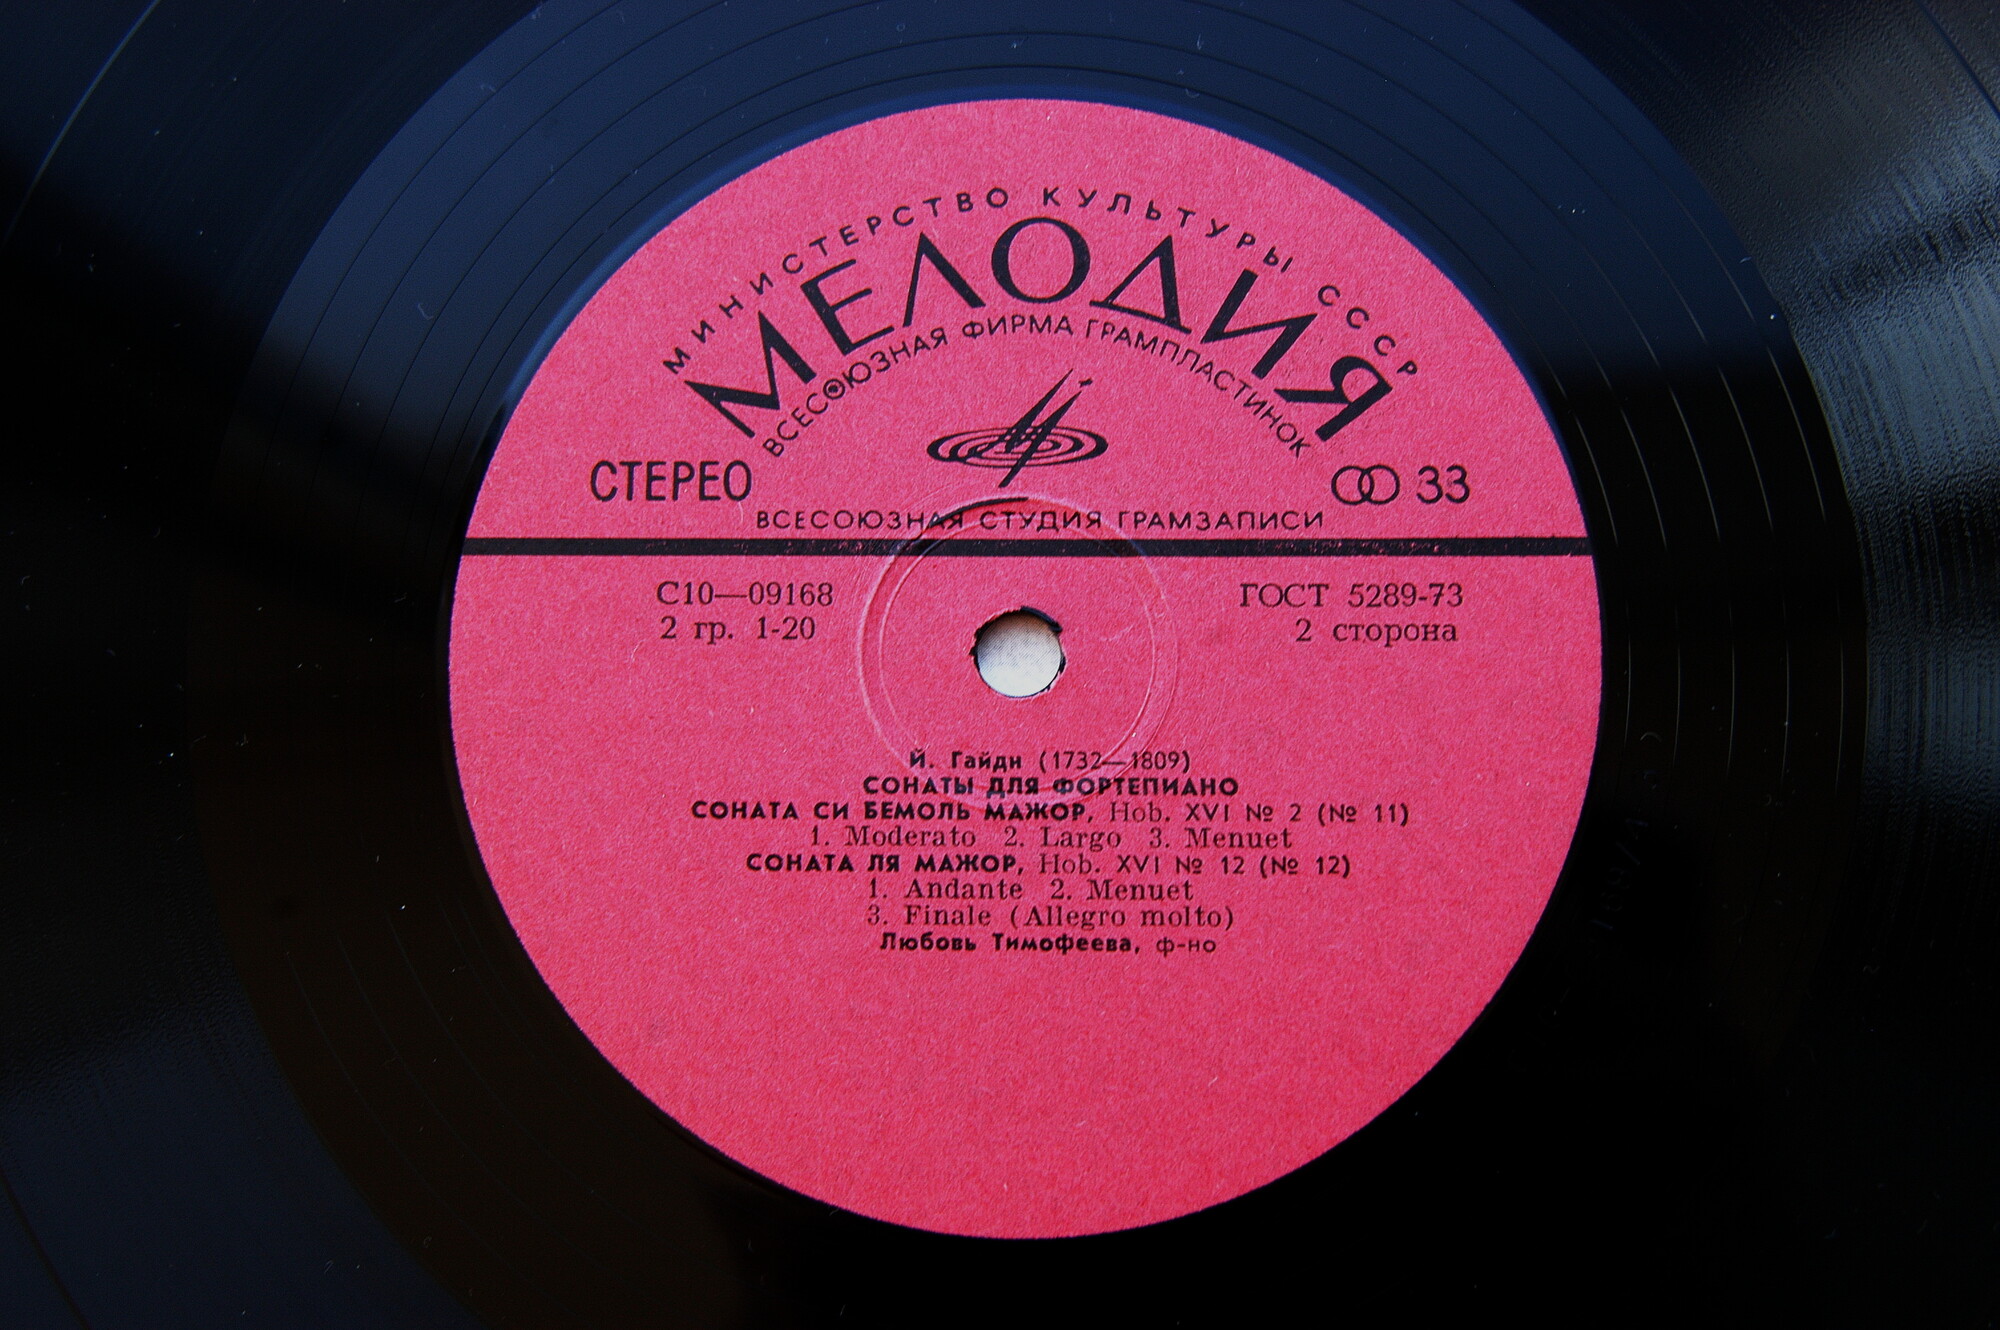 МИНИСТЕРСТВО КУЛЬТУРЫ СССР
МЕЛОДИЯ
ВСЕСОЮЗНАЯ ФИРМА ГРАМПЛАСТИНОК
СТЕРЕО
33
ВСЕСОЮЗНАЯ СТУДИЯ ГРАМЗАПИСИ
С10—09168
ГОСТ 5289-73
2 гр. 1-20
2 сторона
Й. Гайдн (1732—1809)
СОНАТЫ ДЛЯ ФОРТЕПИАНО
СОНАТА СИ БЕМОЛЬ МАЖОР, Hob. XVI № 2 (№ 11)
1. Moderato 2. Largo 3. Menuet
СОНАТА ЛЯ МАЖОР, Hob. XVI № 12 (№ 12)
1. Andante 2. Menuet
3. Finale (Allegro molto)
Любовь Тимофеева, ф-но